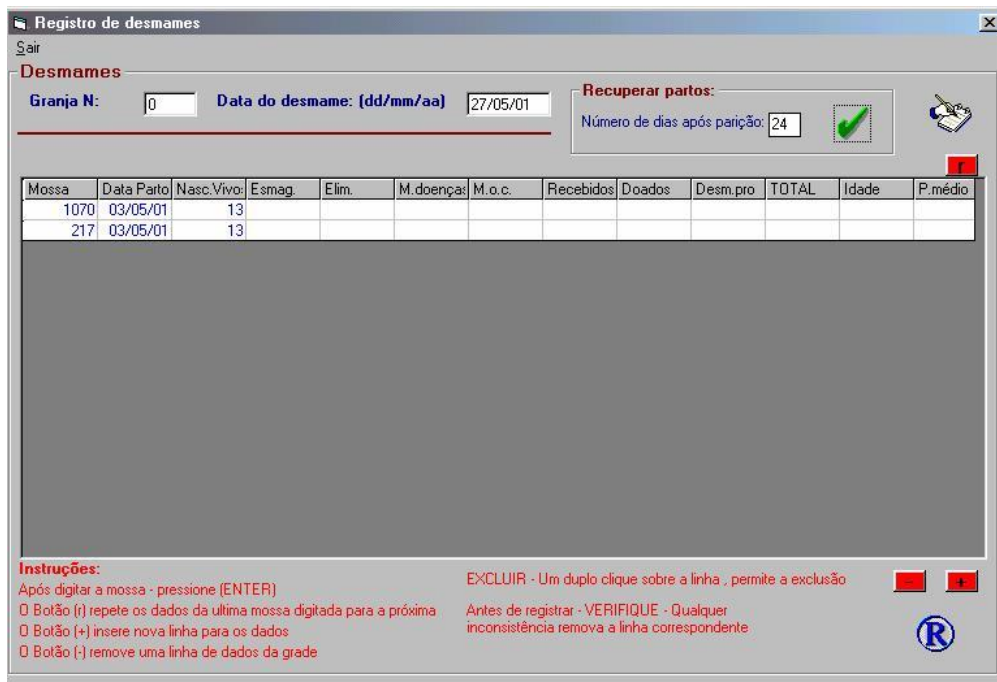 Registro de desmames
Sair
Desmames
Granja N: 0 Data do desmame: (dd/mm/aa) 27/05/01
Recuperar partos:
Número de dias após parição: 24
r
Mossa Data Parto Nasc.Vivo: Esmag. Elim. M.doenças M.o.c. Recebidos Doados Desm.pro TOTAL Idade P.médio
1070 03/05/01 13
217 03/05/01 13
Instruções:
Após digitar a mossa - pressione (ENTER)
O Botão (r) repete os dados da ultima mossa digitada para a próxima
O Botão (+) insere nova linha para os dados
O Botão (-) remove uma linha de dados da grade
EXCLUIR - Um duplo clique sobre a linha , permite a exclusão
Antes de registrar - VERIFIQUE - Qualquer
inconsistência remova a linha correspondente
- +
®